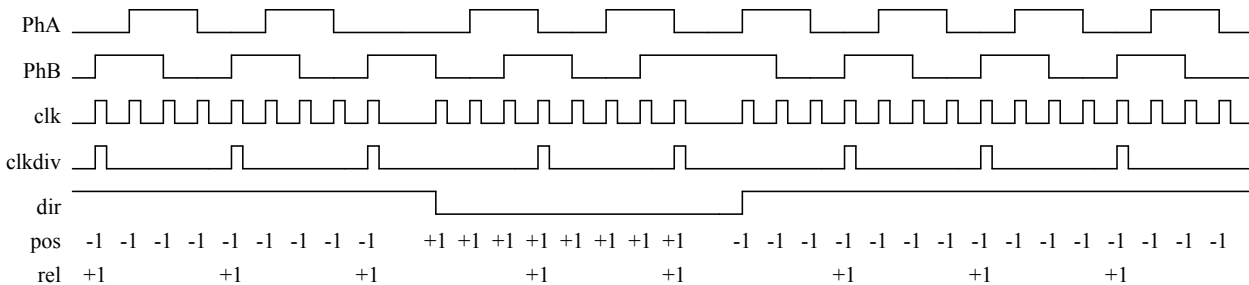 PhA
PhB
clk
clkdiv
dir
pos -1 -1 -1 -1 -1 -1 -1 -1 -1 +1 +1 +1 +1 +1 +1 +1 +1 -1 -1 -1 -1 -1 -1 -1 -1 -1 -1 -1 -1 -1 -1 -1
rel +1 +1 +1 +1 +1 +1 +1 +1